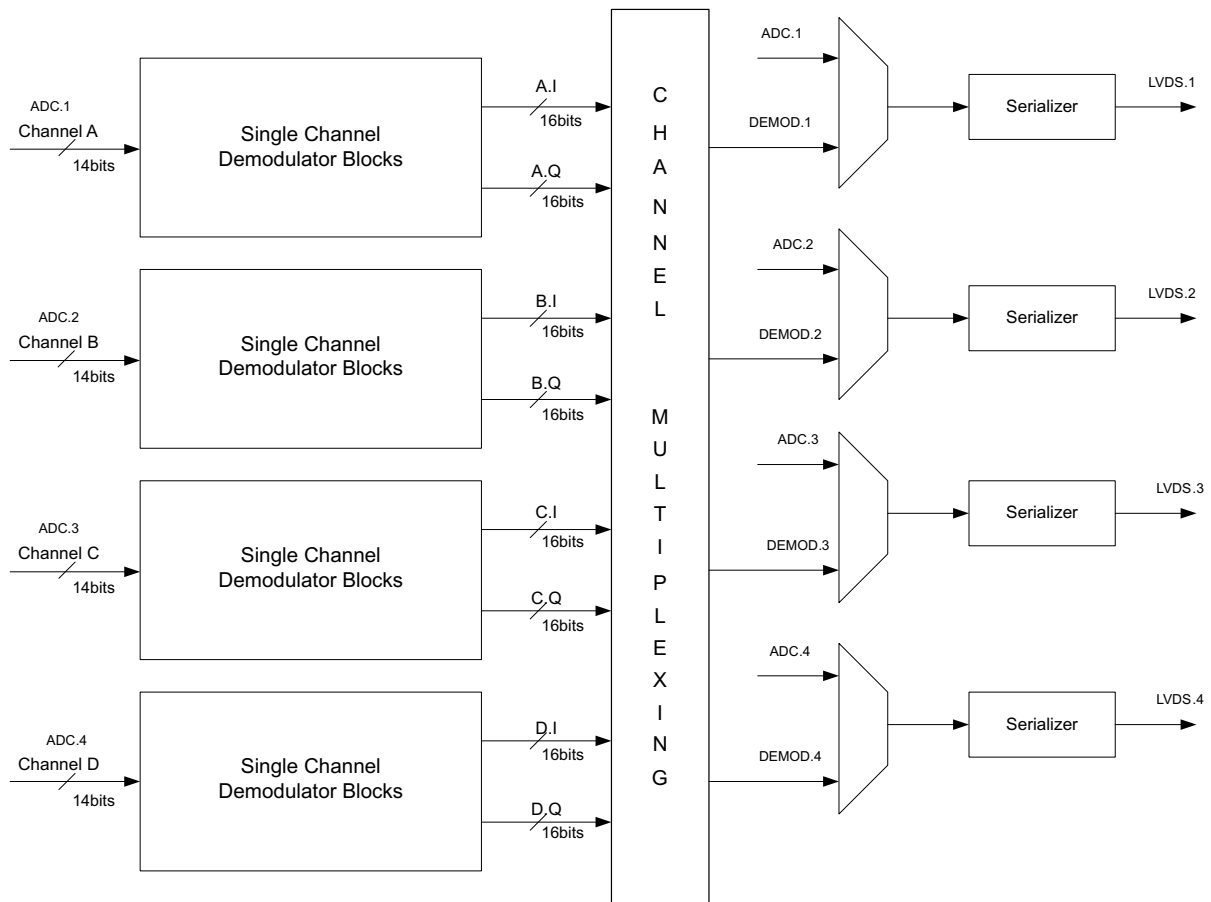 ADC.1
Channel A
14bits
Single Channel
Demodulator Blocks
A.I
16bits
A.Q
16bits
ADC.2
Channel B
14bits
Single Channel
Demodulator Blocks
B.I
16bits
B.Q
16bits
ADC.3
Channel C
14bits
Single Channel
Demodulator Blocks
C.I
16bits
C.Q
16bits
ADC.4
Channel D
14bits
Single Channel
Demodulator Blocks
D.I
16bits
D.Q
16bits
CHANNEL MULTIPLEXING
ADC.1
DEMOD.1
Serializer
LVDS.1
ADC.2
DEMOD.2
Serializer
LVDS.2
ADC.3
DEMOD.3
Serializer
LVDS.3
ADC.4
DEMOD.4
Serializer
LVDS.4